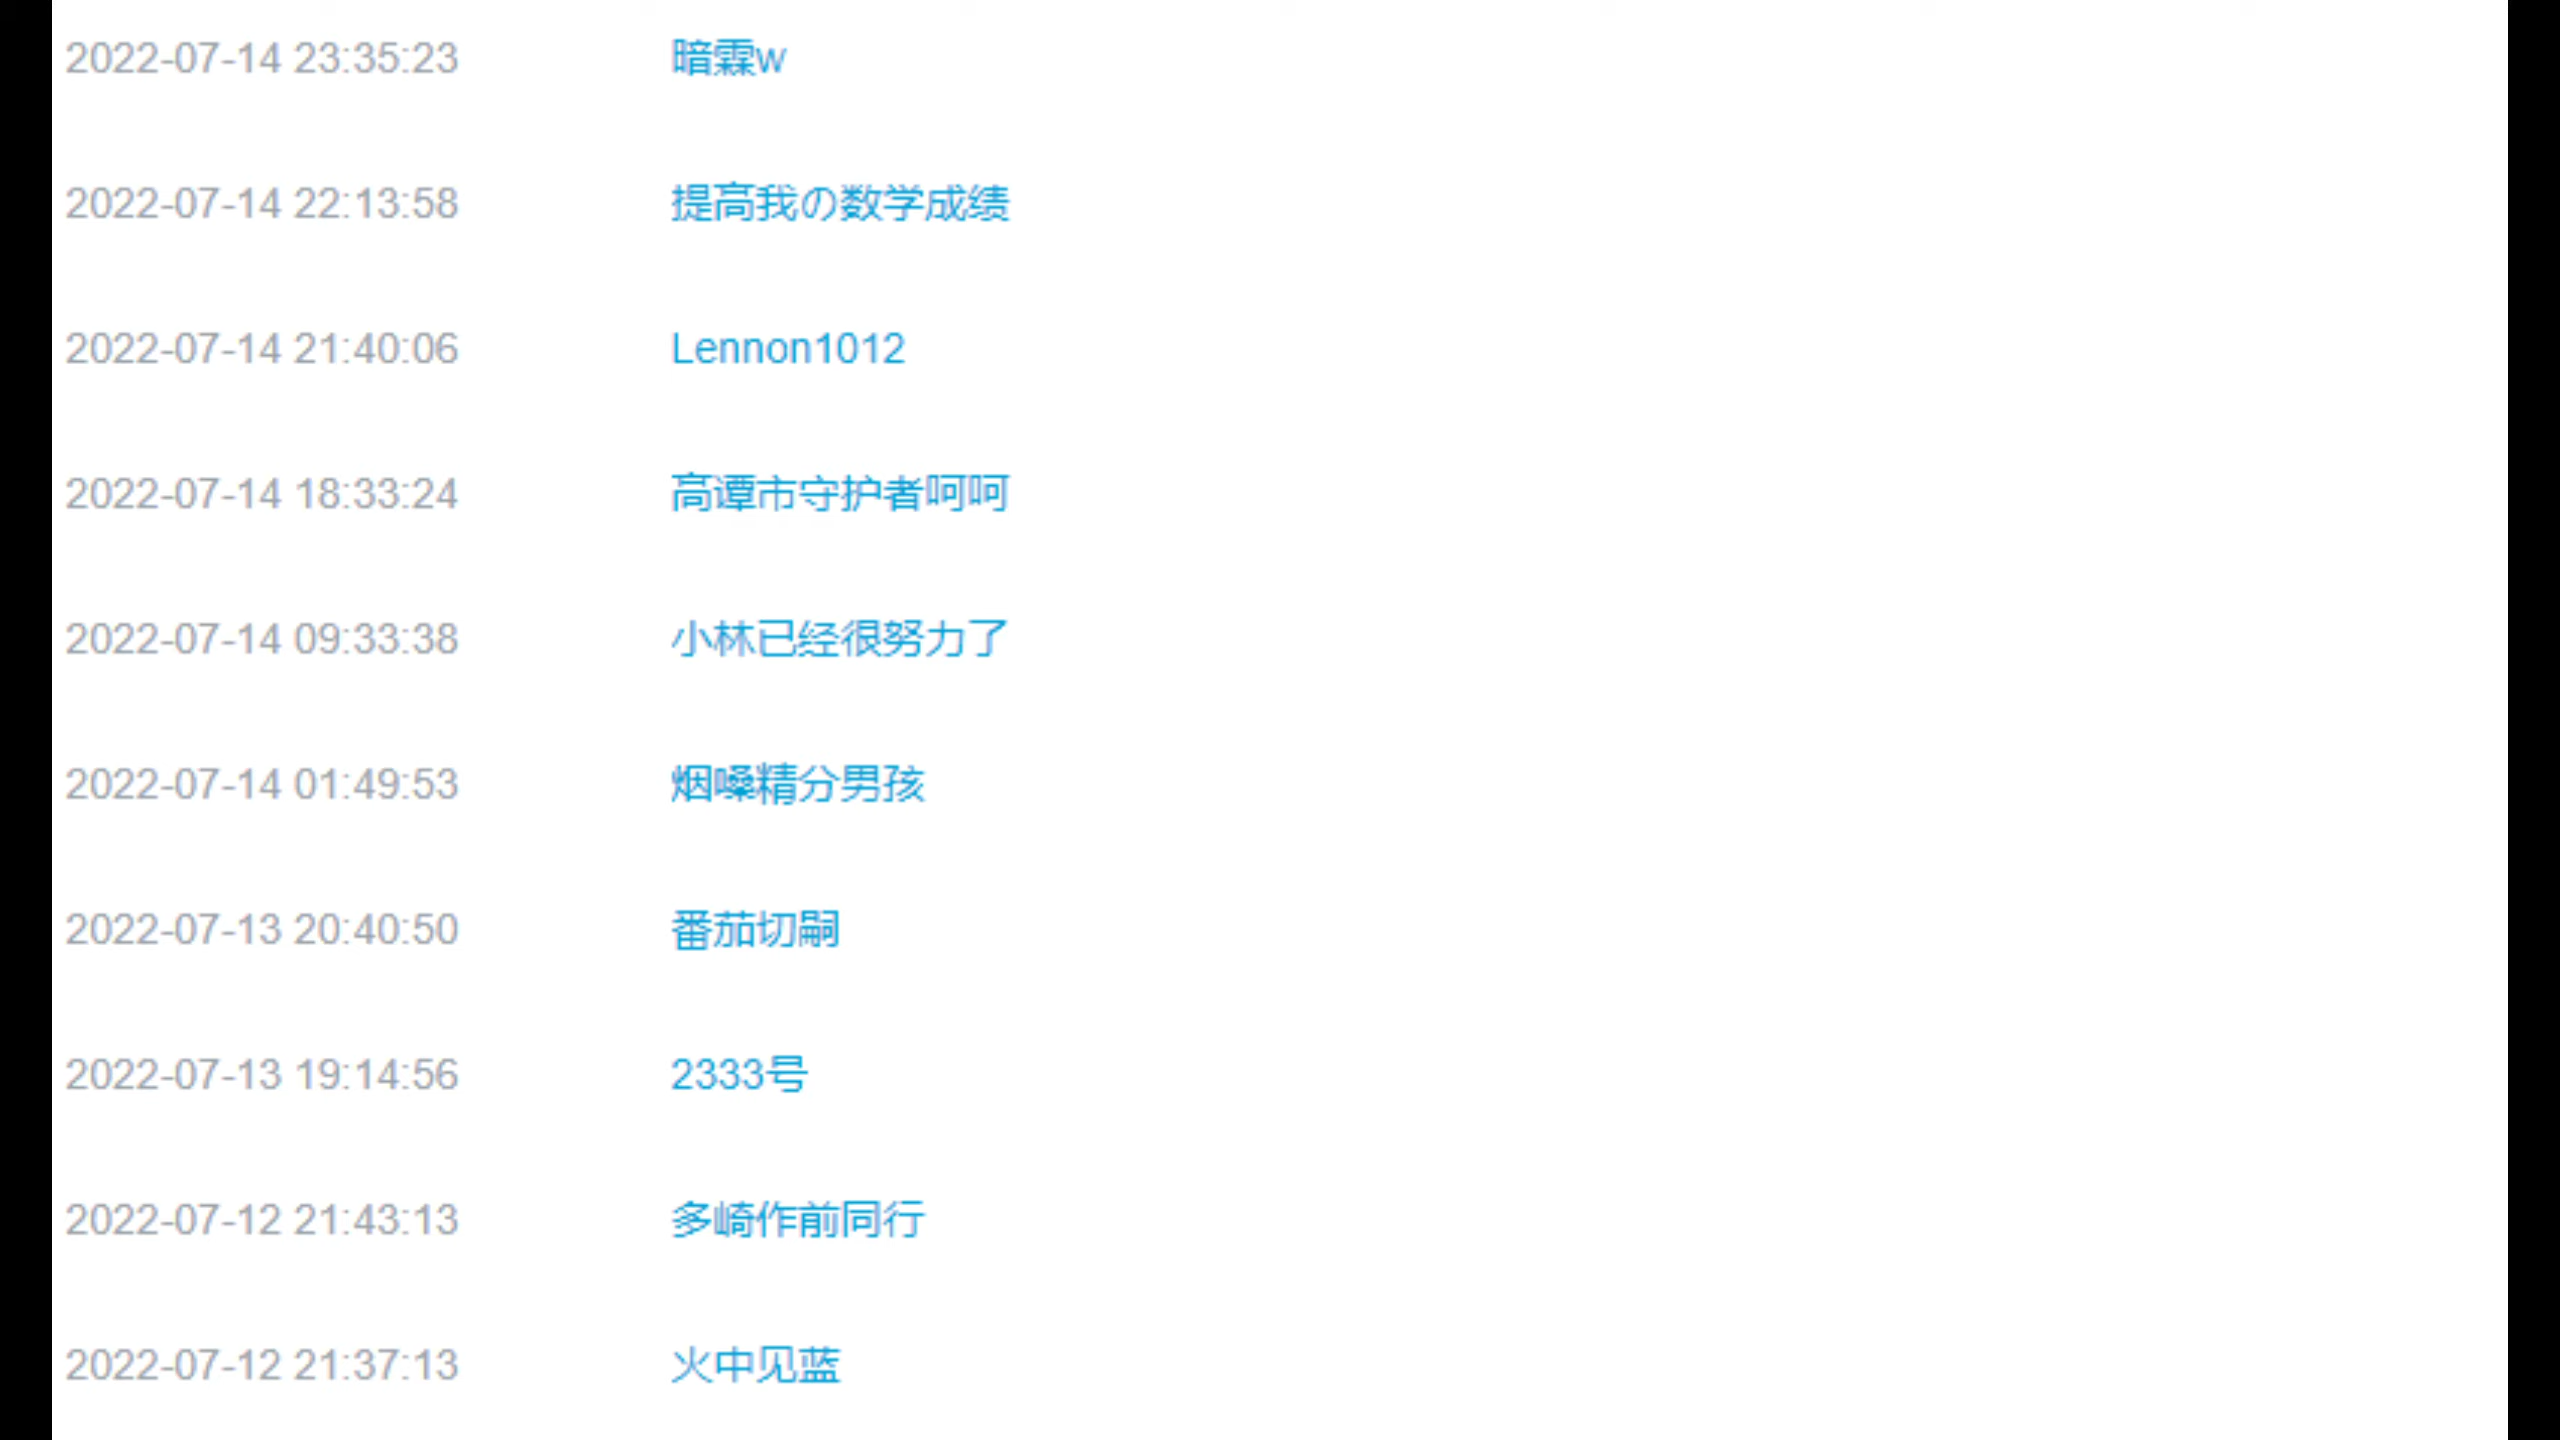 2022-07-14 23:35:23 暗霖w
2022-07-14 22:13:58 提高我の数学成绩
2022-07-14 21:40:06 Lennon1012
2022-07-14 18:33:24 高谭市守护者呵呵
2022-07-14 09:33:38 小林已经很努力了
2022-07-14 01:49:53 烟嗓精分男孩
2022-07-13 20:40:50 番茄切嗣
2022-07-13 19:14:56 2333号
2022-07-12 21:43:13 多崎作前同行
2022-07-12 21:37:13 火中见蓝